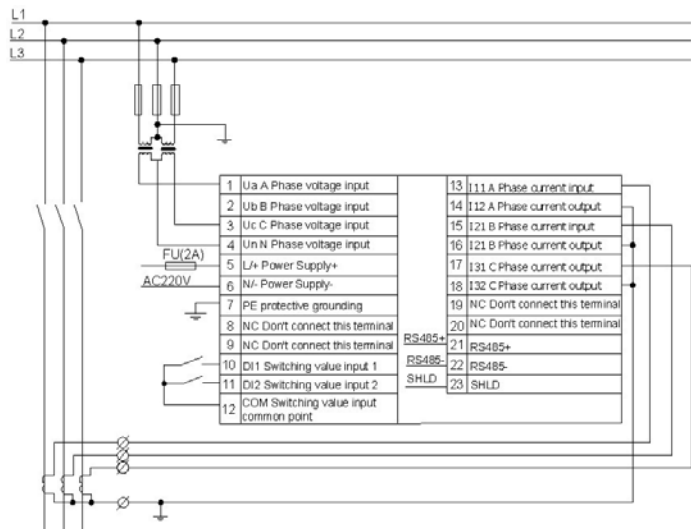 L1
L2
L3
1 Ua A Phase voltage input
2 Ub B Phase voltage input
3 Uc C Phase voltage input
4 Un N Phase voltage input
FU(2A)
5 L/+ Power Supply+
AC220V
6 N/- Power Supply-
7 PE protective grounding
8 NC Don't connect this terminal
9 NC Don't connect this terminal
10 DI1 Switching value input 1
11 DI2 Switching value input 2
12 COM Switching value input
common point
13 I11 A Phase current input
14 I12 A Phase current output
15 I21 B Phase current input
16 I21 B Phase current output
17 I31 C Phase current output
18 I32 C Phase current output
19 NC Don't connect this terminal
20 NC Don't connect this terminal
RS485+
21 RS485+
RS485-
22 RS485-
SHLD
23 SHLD